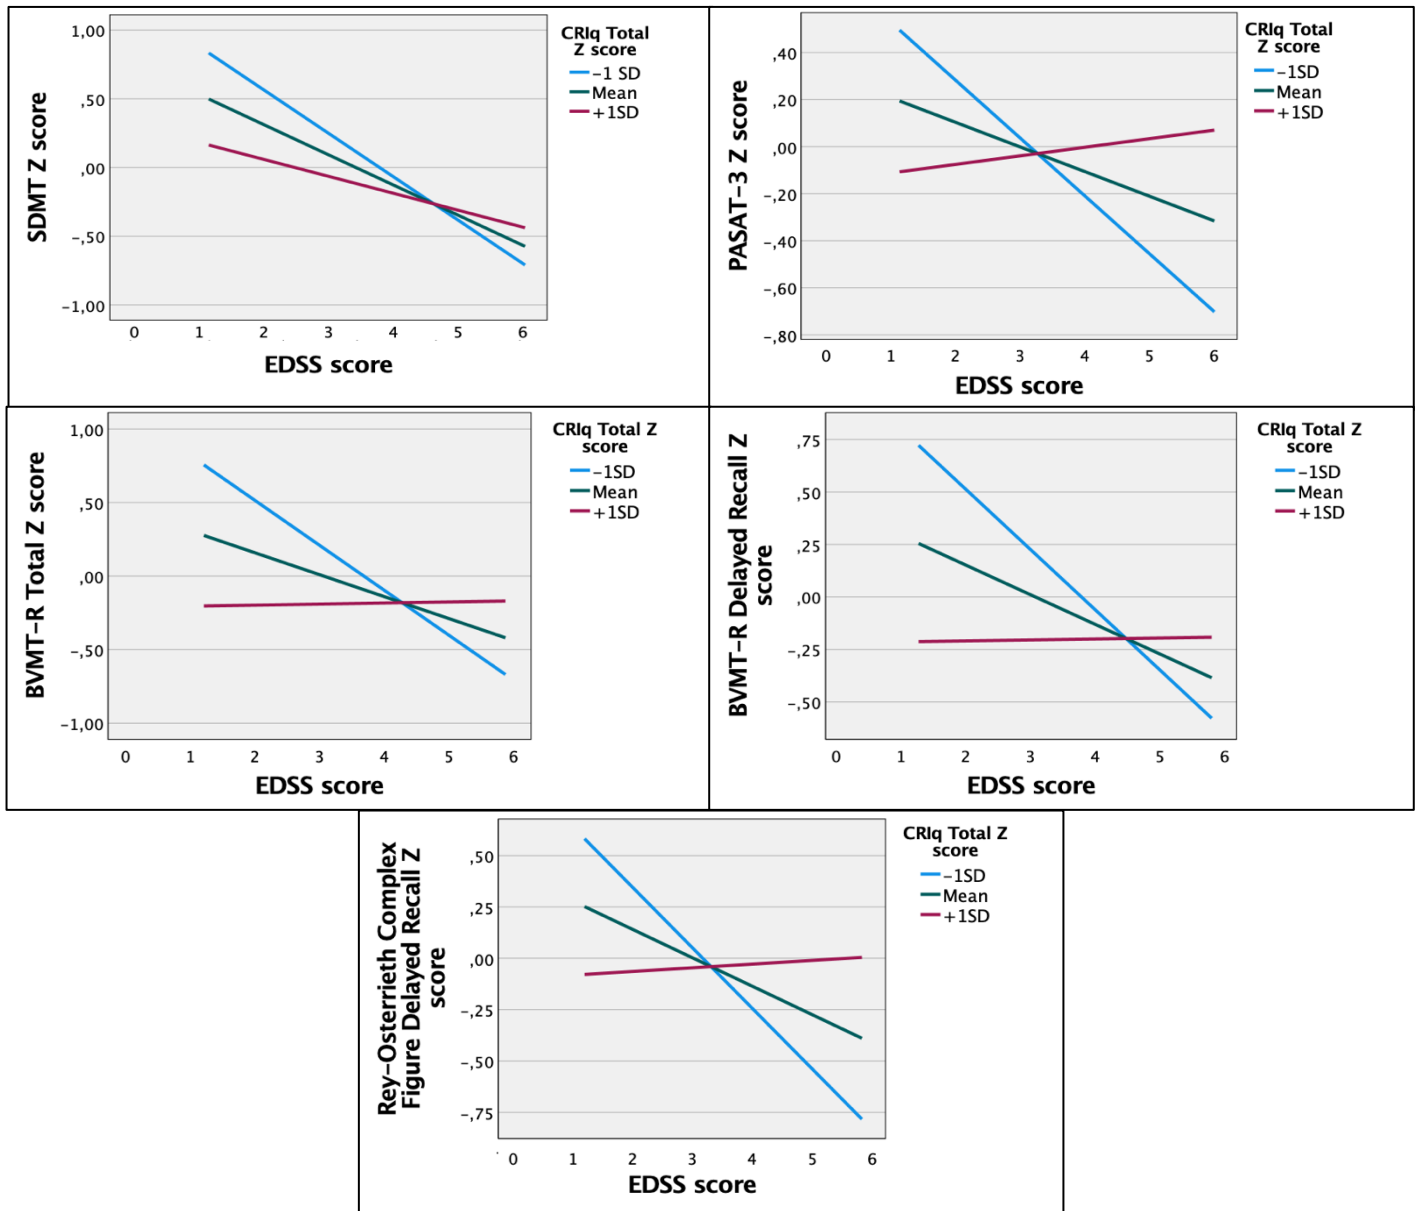 SDMT Z score
1,00
,50
,00
-,50
-1,00
0 1 2 3 4 5 6
EDSS score
CRIq Total
Z score
-1 SD
Mean
+1SD
PASAT-3 Z score
,40
,20
,00
-,20
-,40
-,60
-,80
0 1 2 3 4 5 6
EDSS score
CRIq Total
Z score
-1SD
Mean
+1SD
BVMT-R Total Z score
1,00
,50
,00
-,50
-1,00
0 1 2 3 4 5 6
EDSS score
CRIq Total Z
score
-1SD
Mean
+1SD
BVMT-R Delayed Recall Z
score
,75
,50
,25
,00
-,25
-,50
0 1 2 3 4 5 6
EDSS score
CRIq Total Z
score
-1SD
Mean
+1SD
Rey-Osterrieth Complex
Figure Delayed Recall Z
score
,50
,25
,00
-,25
-,50
-,75
0 1 2 3 4 5 6
EDSS score
CRIq Total Z
score
-1SD
Mean
+1SD